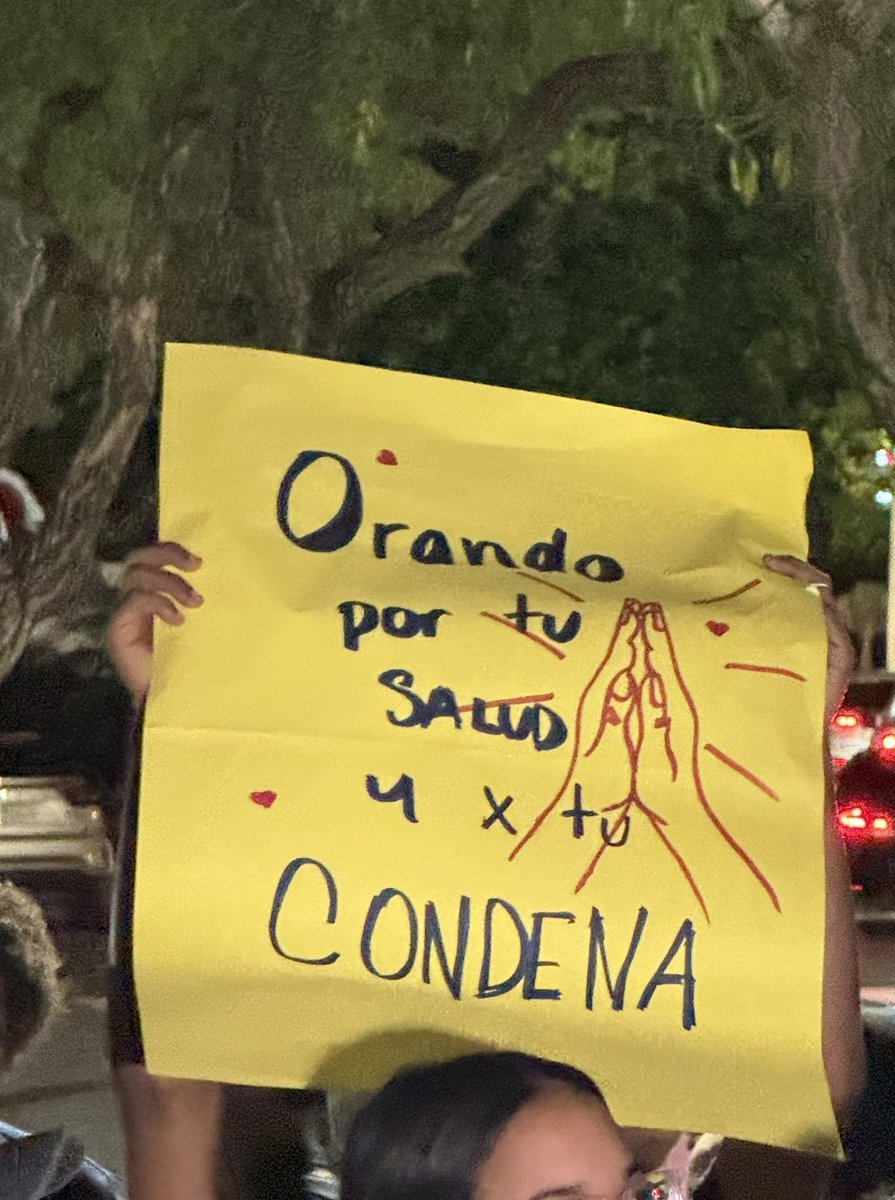 Orando
por tu
SALUD
y x tu
CONDENA